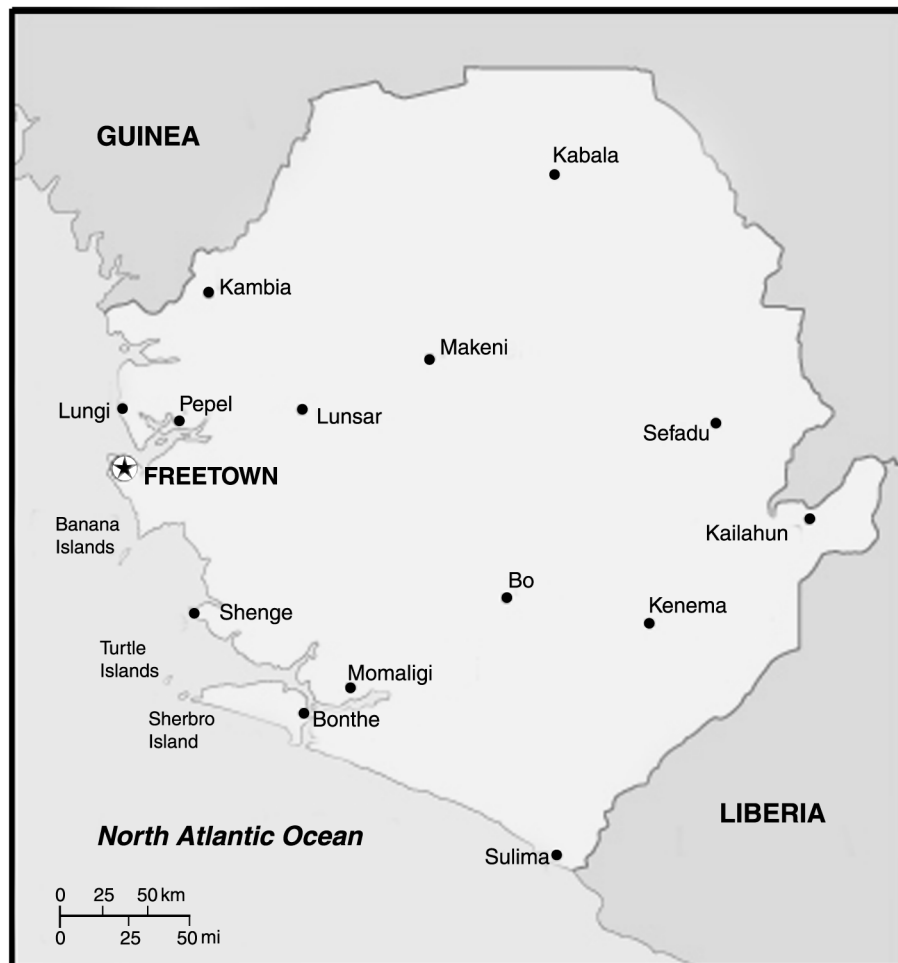 GUINEA
Kabala
Kambia
Makeni
Lungi
Pepel
Lunsar
Sefadu
FREETOWN
Banana
Islands
Kailahun
Bo
Kenema
Shenge
Turtle
Islands
Momaligi
Sherbro
Island
Bonthe
LIBERIA
North Atlantic Ocean
Sulima
0 25 50 km
0 25 50 mi